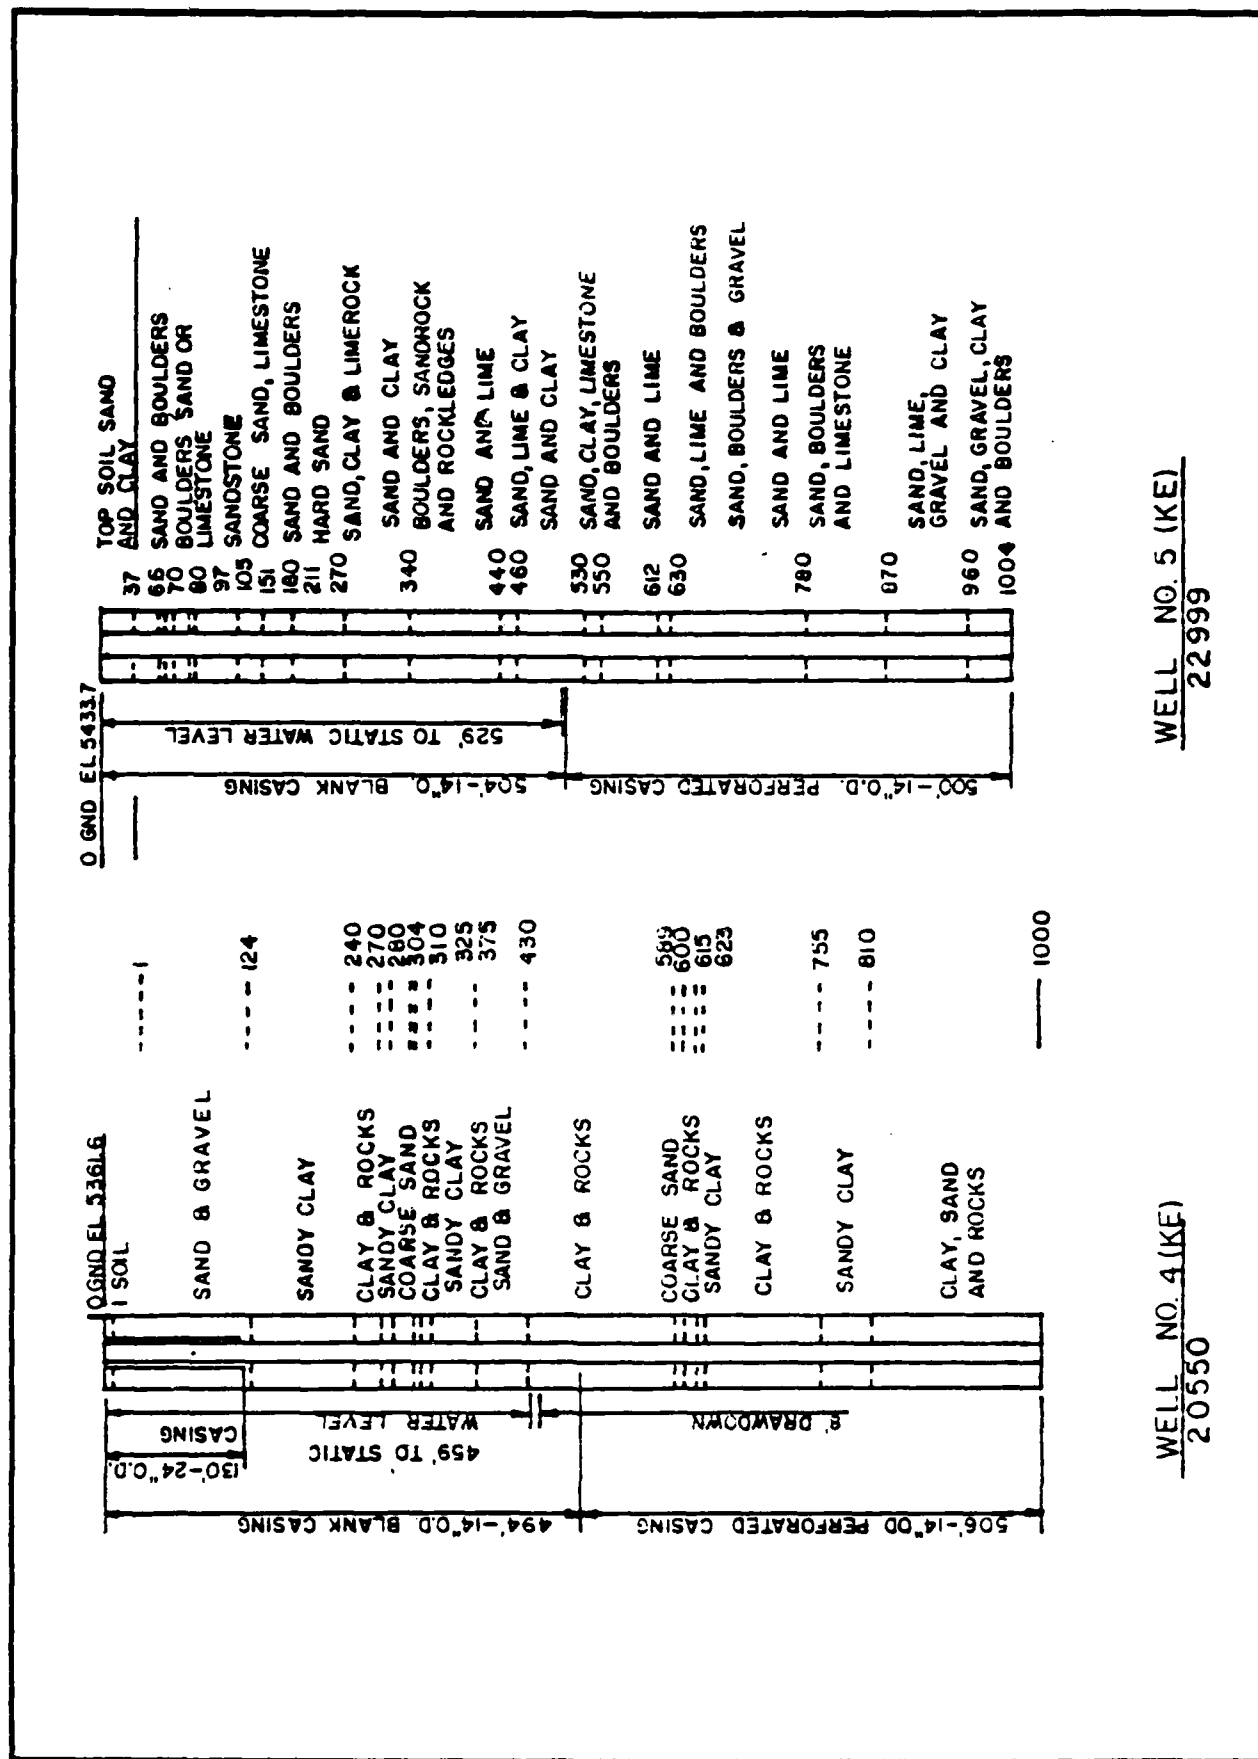 0 GND EL 5361.6
1 SOIL
SAND & GRAVEL
SANDY CLAY
CLAY & ROCKS
SANDY CLAY
COARSE SAND
CLAY & ROCKS
SANDY CLAY
CLAY & ROCKS
SAND & GRAVEL
CLAY & ROCKS
COARSE SAND
CLAY & ROCKS
SANDY CLAY
CLAY & ROCKS
SANDY CLAY
CLAY, SAND
AND ROCKS
1
124
240
270
280
304
310
325
375
430
589
600
615
623
755
810
1000
130'-24" O.D.
CASING
459' TO STATIC
WATER LEVEL
8' DRAWDOWN
494'-14" O.D. BLANK CASING
506'-14" OD PERFORATED CASING
WELL NO. 4 (KE)
20550
0 GND EL 5433.7
TOP SOIL SAND
AND CLAY
37
66 SAND AND BOULDERS
70 BOULDERS SAND OR
80 LIMESTONE
97 SANDSTONE
105 COARSE SAND, LIMESTONE
151
180 SAND AND BOULDERS
211 HARD SAND
270 SAND, CLAY & LIMEROCK
SAND AND CLAY
340 BOULDERS, SANDROCK
AND ROCKLEDGES
SAND AND LIME
440
460 SAND, LIME & CLAY
SAND AND CLAY
530 SAND, CLAY, LIMESTONE
550 AND BOULDERS
612 SAND AND LIME
630
SAND, LIME AND BOULDERS
SAND, BOULDERS & GRAVEL
SAND AND LIME
780 SAND, BOULDERS
AND LIMESTONE
870
SAND, LIME,
GRAVEL AND CLAY
960 SAND, GRAVEL, CLAY
1004 AND BOULDERS
529' TO STATIC WATER LEVEL
504'-14" O. BLANK CASING
500'-14" O.D. PERFORATED CASING
WELL NO. 5 (KE)
22999